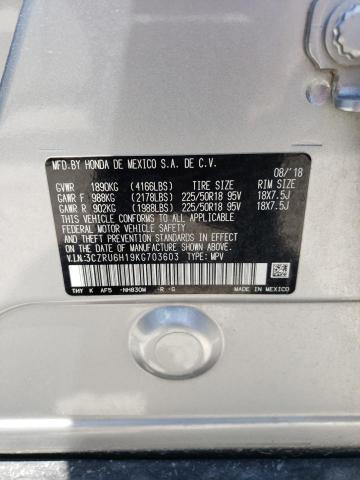 MFD.BY HONDA DE MEXICO S.A. DE C.V.
08/'18
GVWR 1890KG (4166LBS) TIRE SIZE RIM SIZE
GAWR F 988KG (2178LBS) 225/50R18 95V 18X7.5J
GAWR R 902KG (1988LBS) 225/50R18 95V 18X7.5J
THIS VEHICLE CONFORMS TO ALL APPLICABLE
FEDERAL MOTOR VEHICLE SAFETY AND
THEFT PREVENTION STANDARDS IN EFFECT
ON THE DATE OF MANUFACTURE SHOWN ABOVE.
V.I.N:3CZRU6H19KG703603 TYPE: MPV
THY K AF5 -NH830M -R -G
MADE IN MEXICO